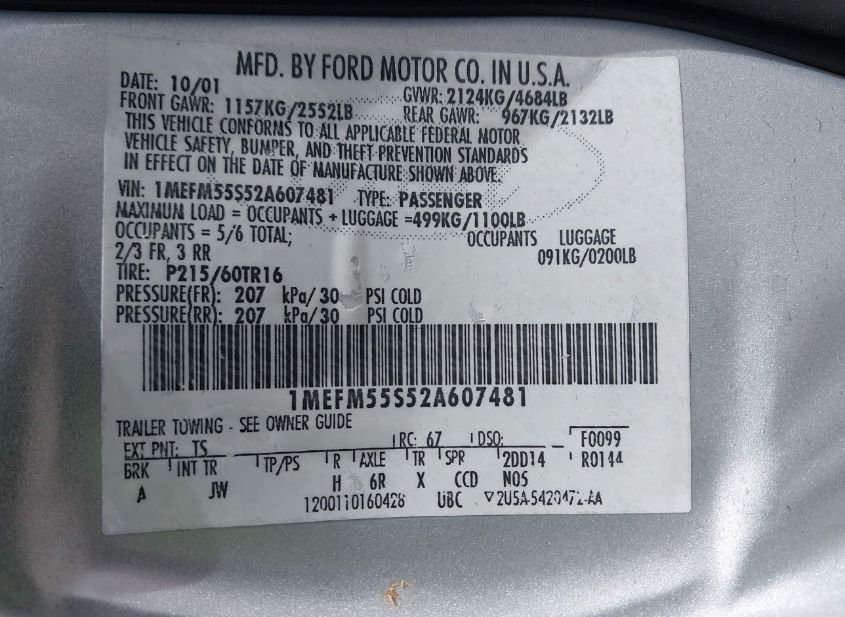 MFD. BY FORD MOTOR CO. IN U.S.A.
DATE: 10/01 GVWR: 2124KG/4684LB
FRONT GAWR: 1157KG/2552LB REAR GAWR: 967KG/2132LB
THIS VEHICLE CONFORMS TO ALL APPLICABLE FEDERAL MOTOR
VEHICLE SAFETY, BUMPER, AND THEFT PREVENTION STANDARDS
IN EFFECT ON THE DATE OF MANUFACTURE SHOWN ABOVE.
VIN: 1MEFM55S52A607481 TYPE: PASSENGER
MAXIMUM LOAD = OCCUPANTS + LUGGAGE =499KG/1100LB
OCCUPANTS = 5/6 TOTAL; OCCUPANTS LUGGAGE
2/3 FR, 3 RR 091KG/0200LB
TIRE: P215/60TR16
PRESSURE(FR): 207 kPa/ 30 PSI COLD
PRESSURE(RR): 207 kPa/ 30 PSI COLD
1MEFM55S52A607481
TRAILER TOWING - SEE OWNER GUIDE
EXT PNT: TS RC: 67 DSO: F0099
BRK INT TR TP/PS R AXLE TR SPR 2DD14 R0144
A JW H 6R X CCD NOS
1200110160428 UBC ▽2U5A-5420472-AA